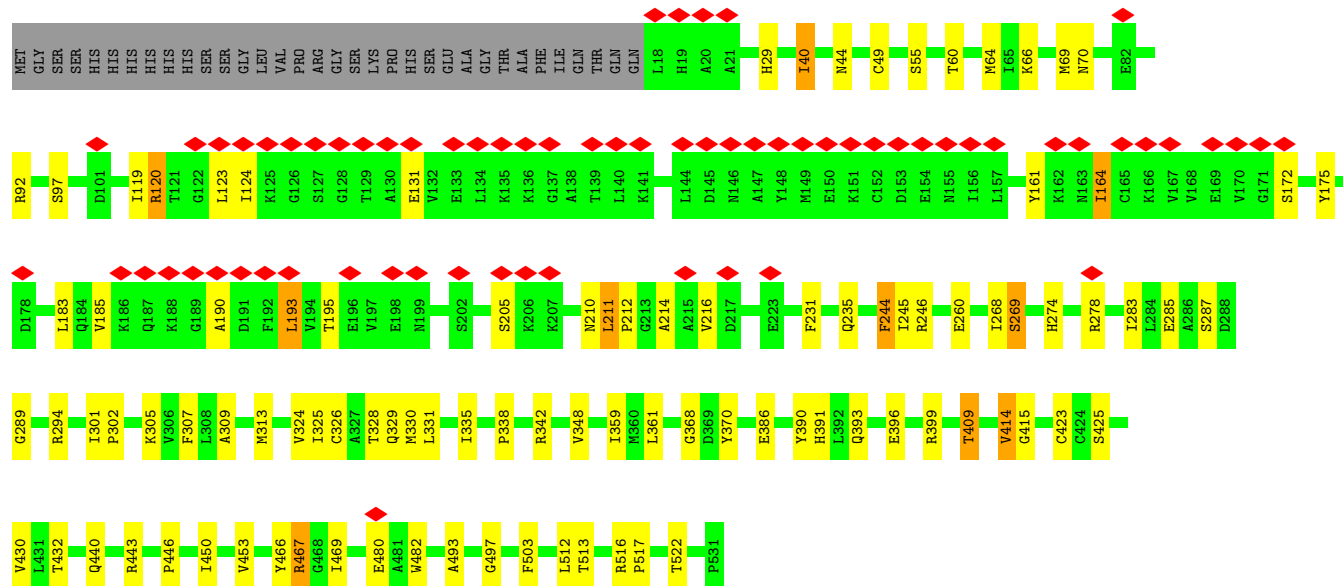 MET GLY SER SER HIS HIS HIS HIS HIS HIS SER SER GLY LEU VAL PRO ARG GLY SER LYS PRO HIS SER GLU ALA GLY THR ALA PHE ILE GLN THR GLN GLN L18 H19 A20 A21 H29 I40 N44 C49 S55 T60 M64 I65 K66 M69 N70 E82
R92 S97 D101 I119 R120 T121 G122 L123 I124 K125 G126 S127 G128 T129 A130 E131 V132 E133 L134 K135 K136 G137 A138 T139 L140 K141 L144 D145 N146 A147 Y148 M149 E150 K151 C152 D153 E154 N155 I156 L157 Y161 K162 N163 I164 C165 K166 V167 V168 E169 V170 G171 S172 Y175
D178 L183 Q184 V185 K186 Q187 K188 G189 A190 D191 F192 L193 V194 T195 E196 V197 E198 N199 S202 S205 K206 K207 N210 L211 P212 G213 A214 A215 V216 D217 E223 F231 Q235 F244 I245 R246 E260 I268 S269 H274 R278 I283 L284 E285 A286 S287 D288
G289 R294 I301 P302 K305 V306 F307 L308 A309 M313 V324 I325 C326 A327 T328 Q329 M330 L331 I335 P338 R342 V348 I359 M360 L361 G368 D369 Y370 E386 Y390 H391 L392 Q393 E396 R399 T409 V414 G415 C423 C424 S425
V430 L431 T432 Q440 R443 P446 I450 V453 Y466 R467 G468 I469 E480 A481 W482 A493 G497 F503 L512 T513 R516 P517 T522 P531